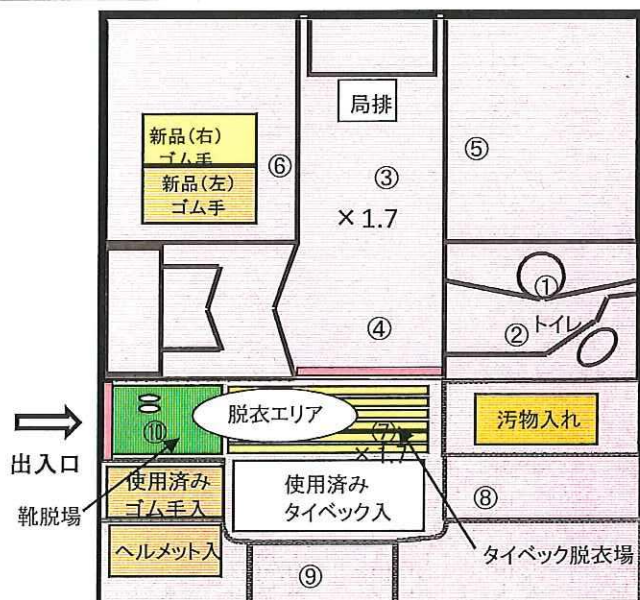 局排
新品(右)
ゴム手
新品(左)
ゴム手
⑥
③
⑤
×1.7
①
④
②
トイレ
出入口
⑩
脱衣エリア
⑦
×1.7
汚物入れ
靴脱場
使用済み
ゴム手入
使用済み
タイベック入
⑧
ヘルメット入
⑨
タイベック脱衣場